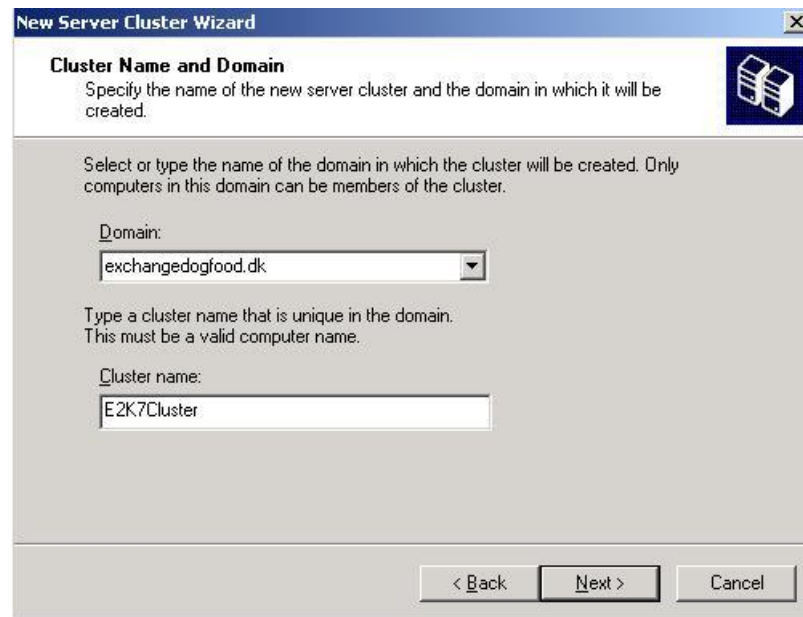 New Server Cluster Wizard
Cluster Name and Domain
Specify the name of the new server cluster and the domain in which it will be
created.
Select or type the name of the domain in which the cluster will be created. Only
computers in this domain can be members of the cluster.
Domain:
exchangedogfood.dk
Type a cluster name that is unique in the domain.
This must be a valid computer name.
Cluster name:
E2K7Cluster
< Back Next > Cancel